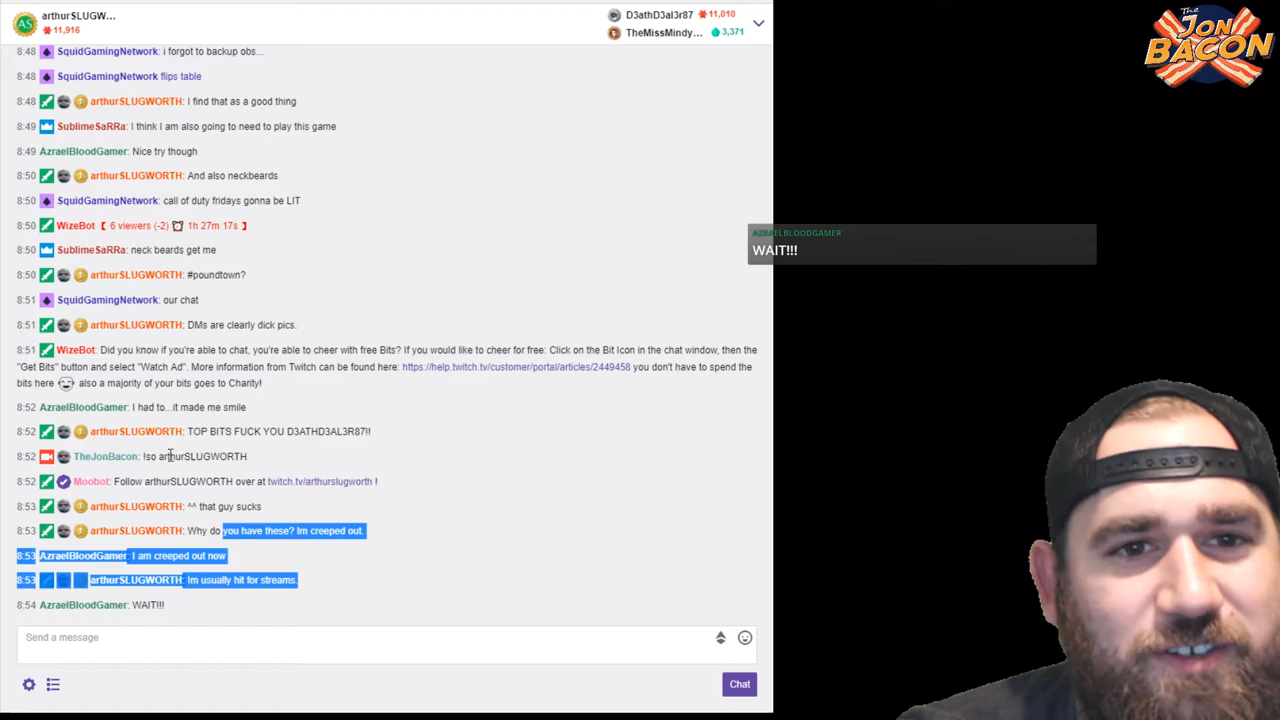 arthurSLUGW...
11,916
D3athD3al3r87 11,010
TheMissMindy... 3,371
The
JON
BACON
8:48 SquidGamingNetwork: i forgot to backup obs...
8:48 SquidGamingNetwork flips table
8:48 arthurSLUGWORTH: I find that as a good thing
8:49 SublimeSaRRa: I think I am also going to need to play this game
8:49 AzraelBloodGamer: Nice try though
8:50 arthurSLUGWORTH: And also neckbeards
8:50 SquidGamingNetwork: call of duty fridays gonna be LIT
8:50 WizeBot 【 6 viewers (-2) 1h 27m 17s 】
8:50 SublimeSaRRa: neck beards get me
8:50 arthurSLUGWORTH: #poundtown?
8:51 SquidGamingNetwork: our chat
8:51 arthurSLUGWORTH: DMs are clearly dick pics.
8:51 WizeBot: Did you know if you're able to chat, you're able to cheer with free Bits? If you would like to cheer for free: Click on the Bit Icon in the chat window, then the
"Get Bits" button and select "Watch Ad". More information from Twitch can be found here: https://help.twitch.tv/customer/portal/articles/2449458 you don't have to spend the
bits here also a majority of your bits goes to Charity!
8:52 AzraelBloodGamer: I had to...it made me smile
8:52 arthurSLUGWORTH: TOP BITS FUCK YOU D3ATHD3AL3R87!!
8:52 TheJonBacon: !so arthurSLUGWORTH
8:52 Moobot: Follow arthurSLUGWORTH over at twitch.tv/arthurslugworth !
8:53 arthurSLUGWORTH: ^^ that guy sucks
8:53 arthurSLUGWORTH: Why do you have these? Im creeped out.
8:53 AzraelBloodGamer: I am creeped out now
8:53 arthurSLUGWORTH: Im usually hit for streams.
8:54 AzraelBloodGamer: WAIT!!!
Send a message
Chat
AZRAELBLOODGAMER
WAIT!!!